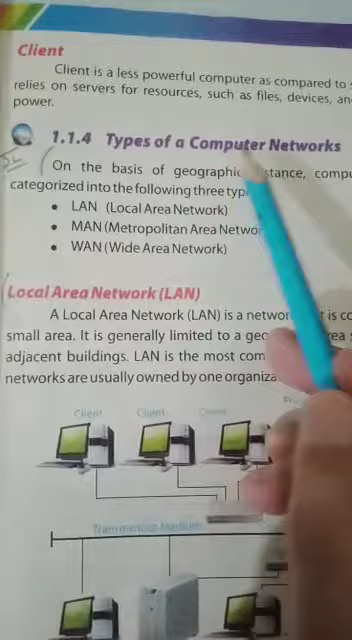 Client
Client is a less powerful computer as compared to
relies on servers for resources, such as files, devices, an
power.
1.1.4 Types of a Computer Networks
On the basis of geographic stance, compu
categorized into the following three typ
• LAN (Local Area Network)
• MAN (Metropolitan Area Netwo
• WAN (Wide Area Network)
Local Area Network (LAN)
A Local Area Network (LAN) is a networ t is co
small area. It is generally limited to a geo rea
adjacent buildings. LAN is the most com
networks are usually owned by one organiza
Client Client Client
Transmission Medium